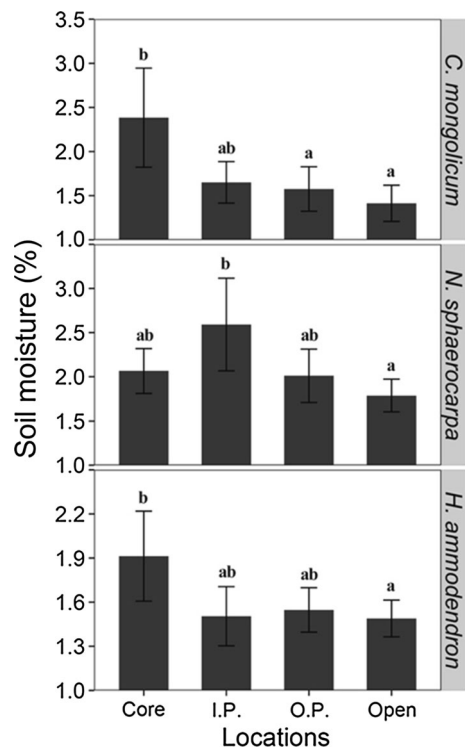 Soil moisture (%)
3.5
3.0
2.5
2.0
1.5
1.0
b
ab
a
a
C. mongolicum
3.0
2.5
2.0
1.5
1.0
ab
b
ab
a
N. sphaerocarpa
2.2
1.9
1.6
1.3
1.0
b
ab
ab
a
H. ammodendron
Core I.P. O.P. Open
Locations